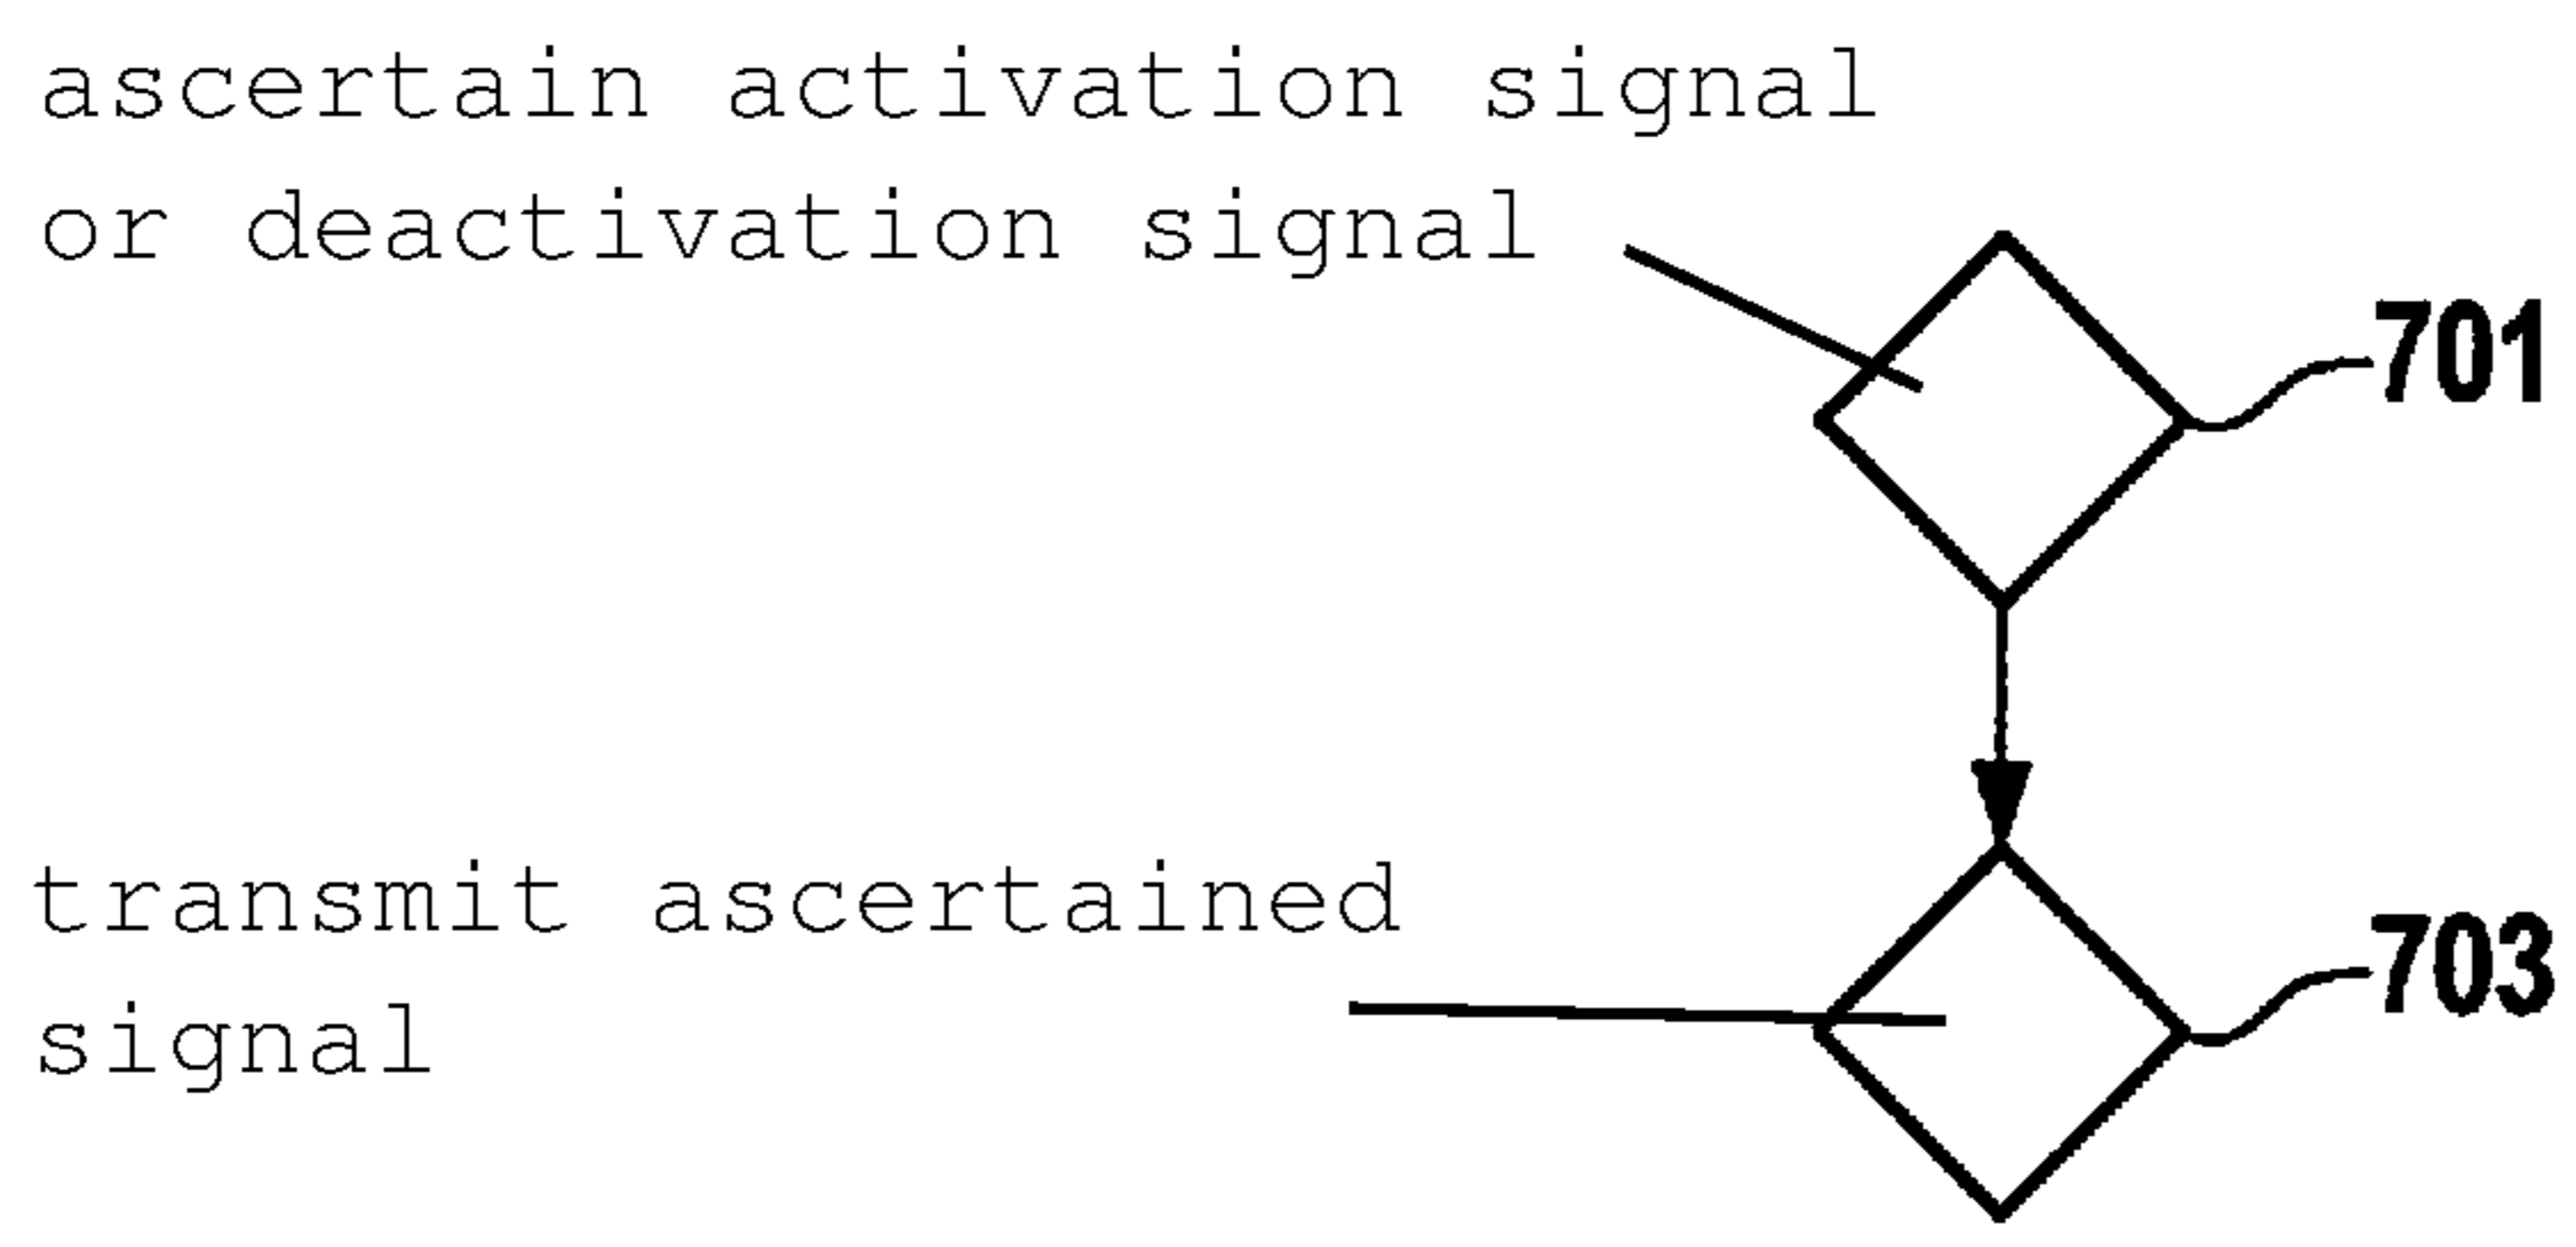 ascertain activation signal
or deactivation signal
701
transmit ascertained
signal
703